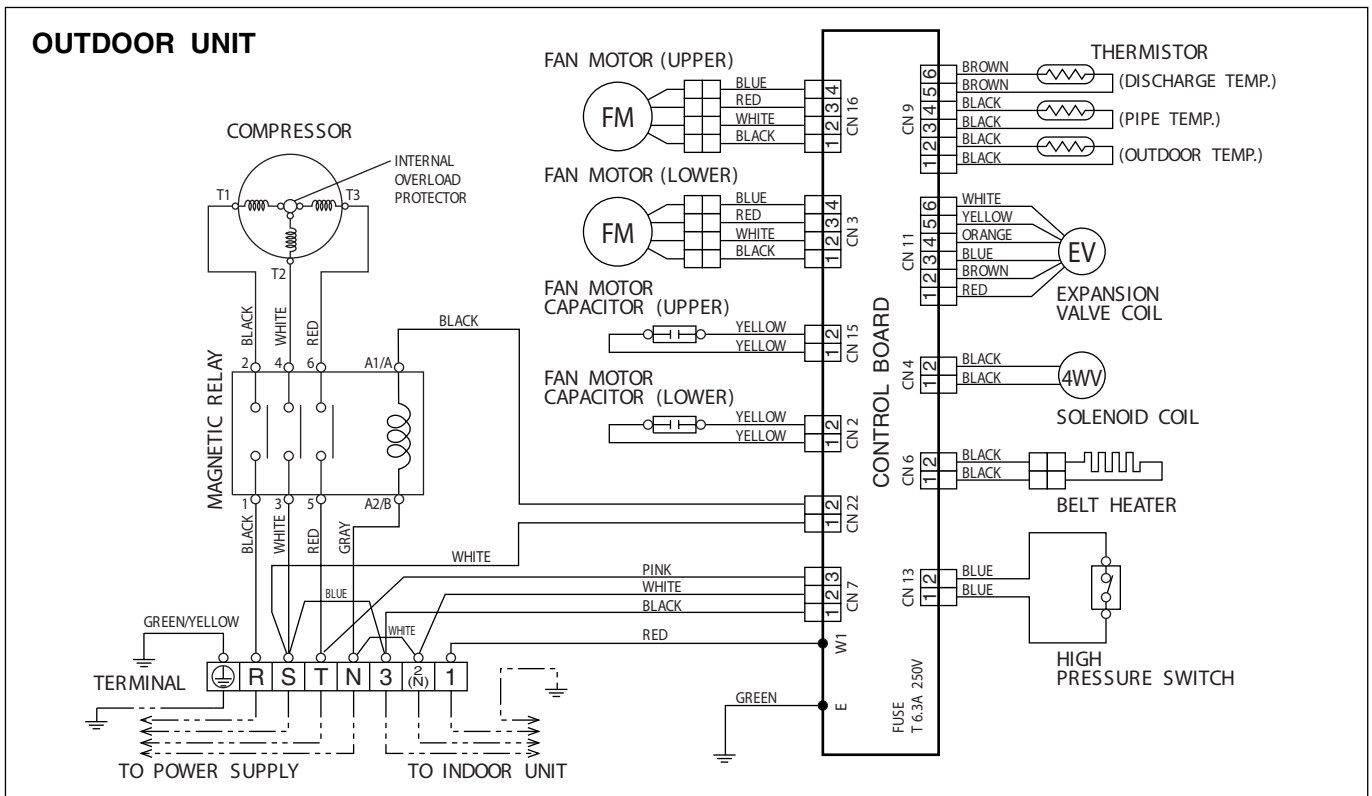 OUTDOOR UNIT
COMPRESSOR
INTERNAL
OVERLOAD
PROTECTOR
T1
T3
T2
BLACK
WHITE
RED
BLACK
2
4
6
A1/A
MAGNETIC RELAY
1
3
5
A2/B
BLACK
WHITE
RED
GRAY
WHITE
BLUE
WHITE
GREEN/YELLOW
TERMINAL
R
S
T
N
3
2
(N)
1
TO POWER SUPPLY
TO INDOOR UNIT
FAN MOTOR (UPPER)
FM
BLUE
RED
WHITE
BLACK
4
3
2
1
CN 16
FAN MOTOR (LOWER)
FM
BLUE
RED
WHITE
BLACK
4
3
2
1
CN 3
FAN MOTOR
CAPACITOR (UPPER)
YELLOW
YELLOW
2
1
CN 15
FAN MOTOR
CAPACITOR (LOWER)
YELLOW
YELLOW
2
1
CN 2
2
1
CN 22
PINK
WHITE
BLACK
3
2
1
CN 7
RED
W1
GREEN
E
CONTROL BOARD
FUSE
T 6.3A 250V
THERMISTOR
BROWN
BROWN
(DISCHARGE TEMP.)
BLACK
BLACK
(PIPE TEMP.)
BLACK
BLACK
(OUTDOOR TEMP.)
6
5
4
3
2
1
CN 9
WHITE
YELLOW
ORANGE
BLUE
BROWN
RED
6
5
4
3
2
1
CN 11
EV
EXPANSION
VALVE COIL
BLACK
BLACK
2
1
CN 4
4WV
SOLENOID COIL
BLACK
BLACK
2
1
CN 6
BELT HEATER
BLUE
BLUE
2
1
CN 13
HIGH
PRESSURE SWITCH